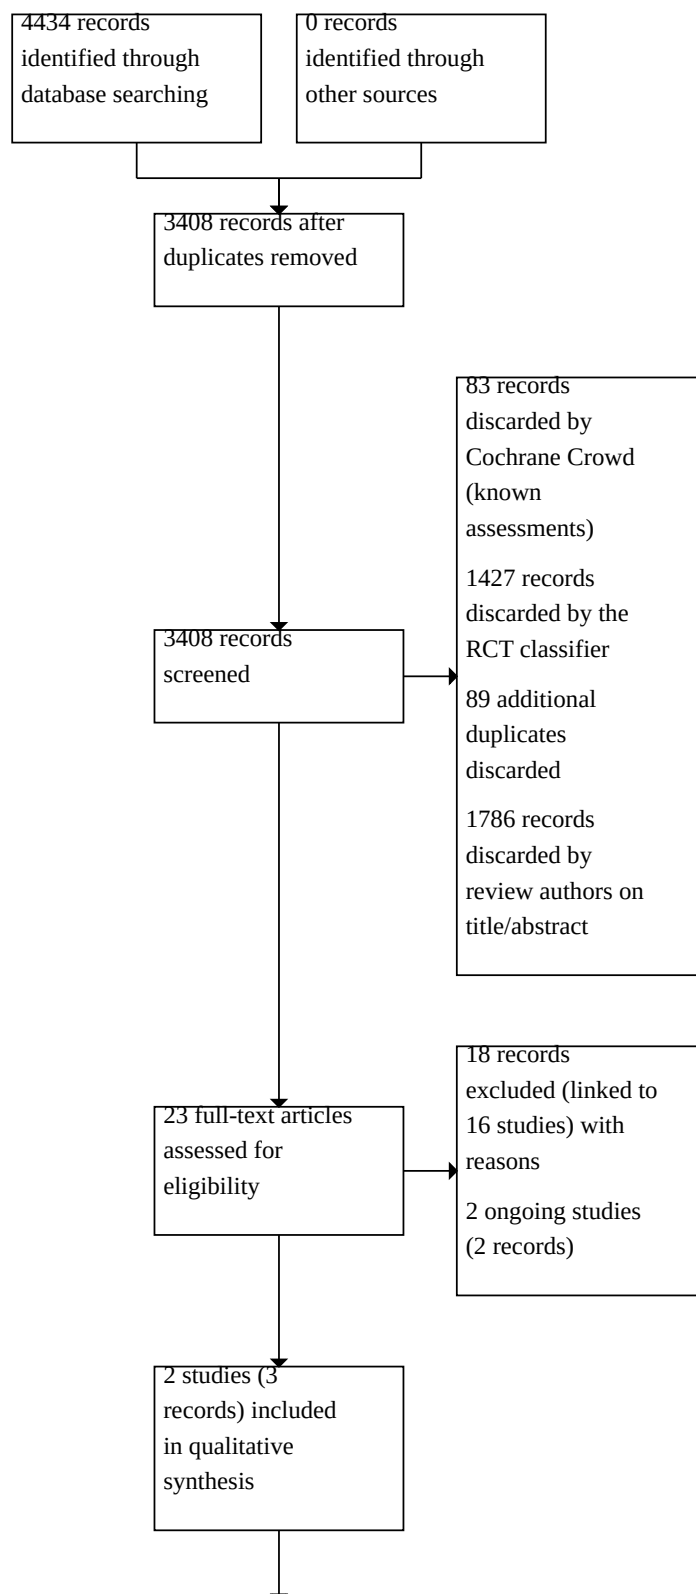 4434 records
identified through
database searching
0 records
identified through
other sources
3408 records after
duplicates removed
83 records
discarded by
Cochrane Crowd
(known
assessments)
1427 records
discarded by the
RCT classifier
89 additional
duplicates
discarded
1786 records
discarded by
review authors on
title/abstract
3408 records
screened
18 records
excluded (linked to
16 studies) with
reasons
2 ongoing studies
(2 records)
23 full-text articles
assessed for
eligibility
2 studies (3
records) included
in qualitative
synthesis